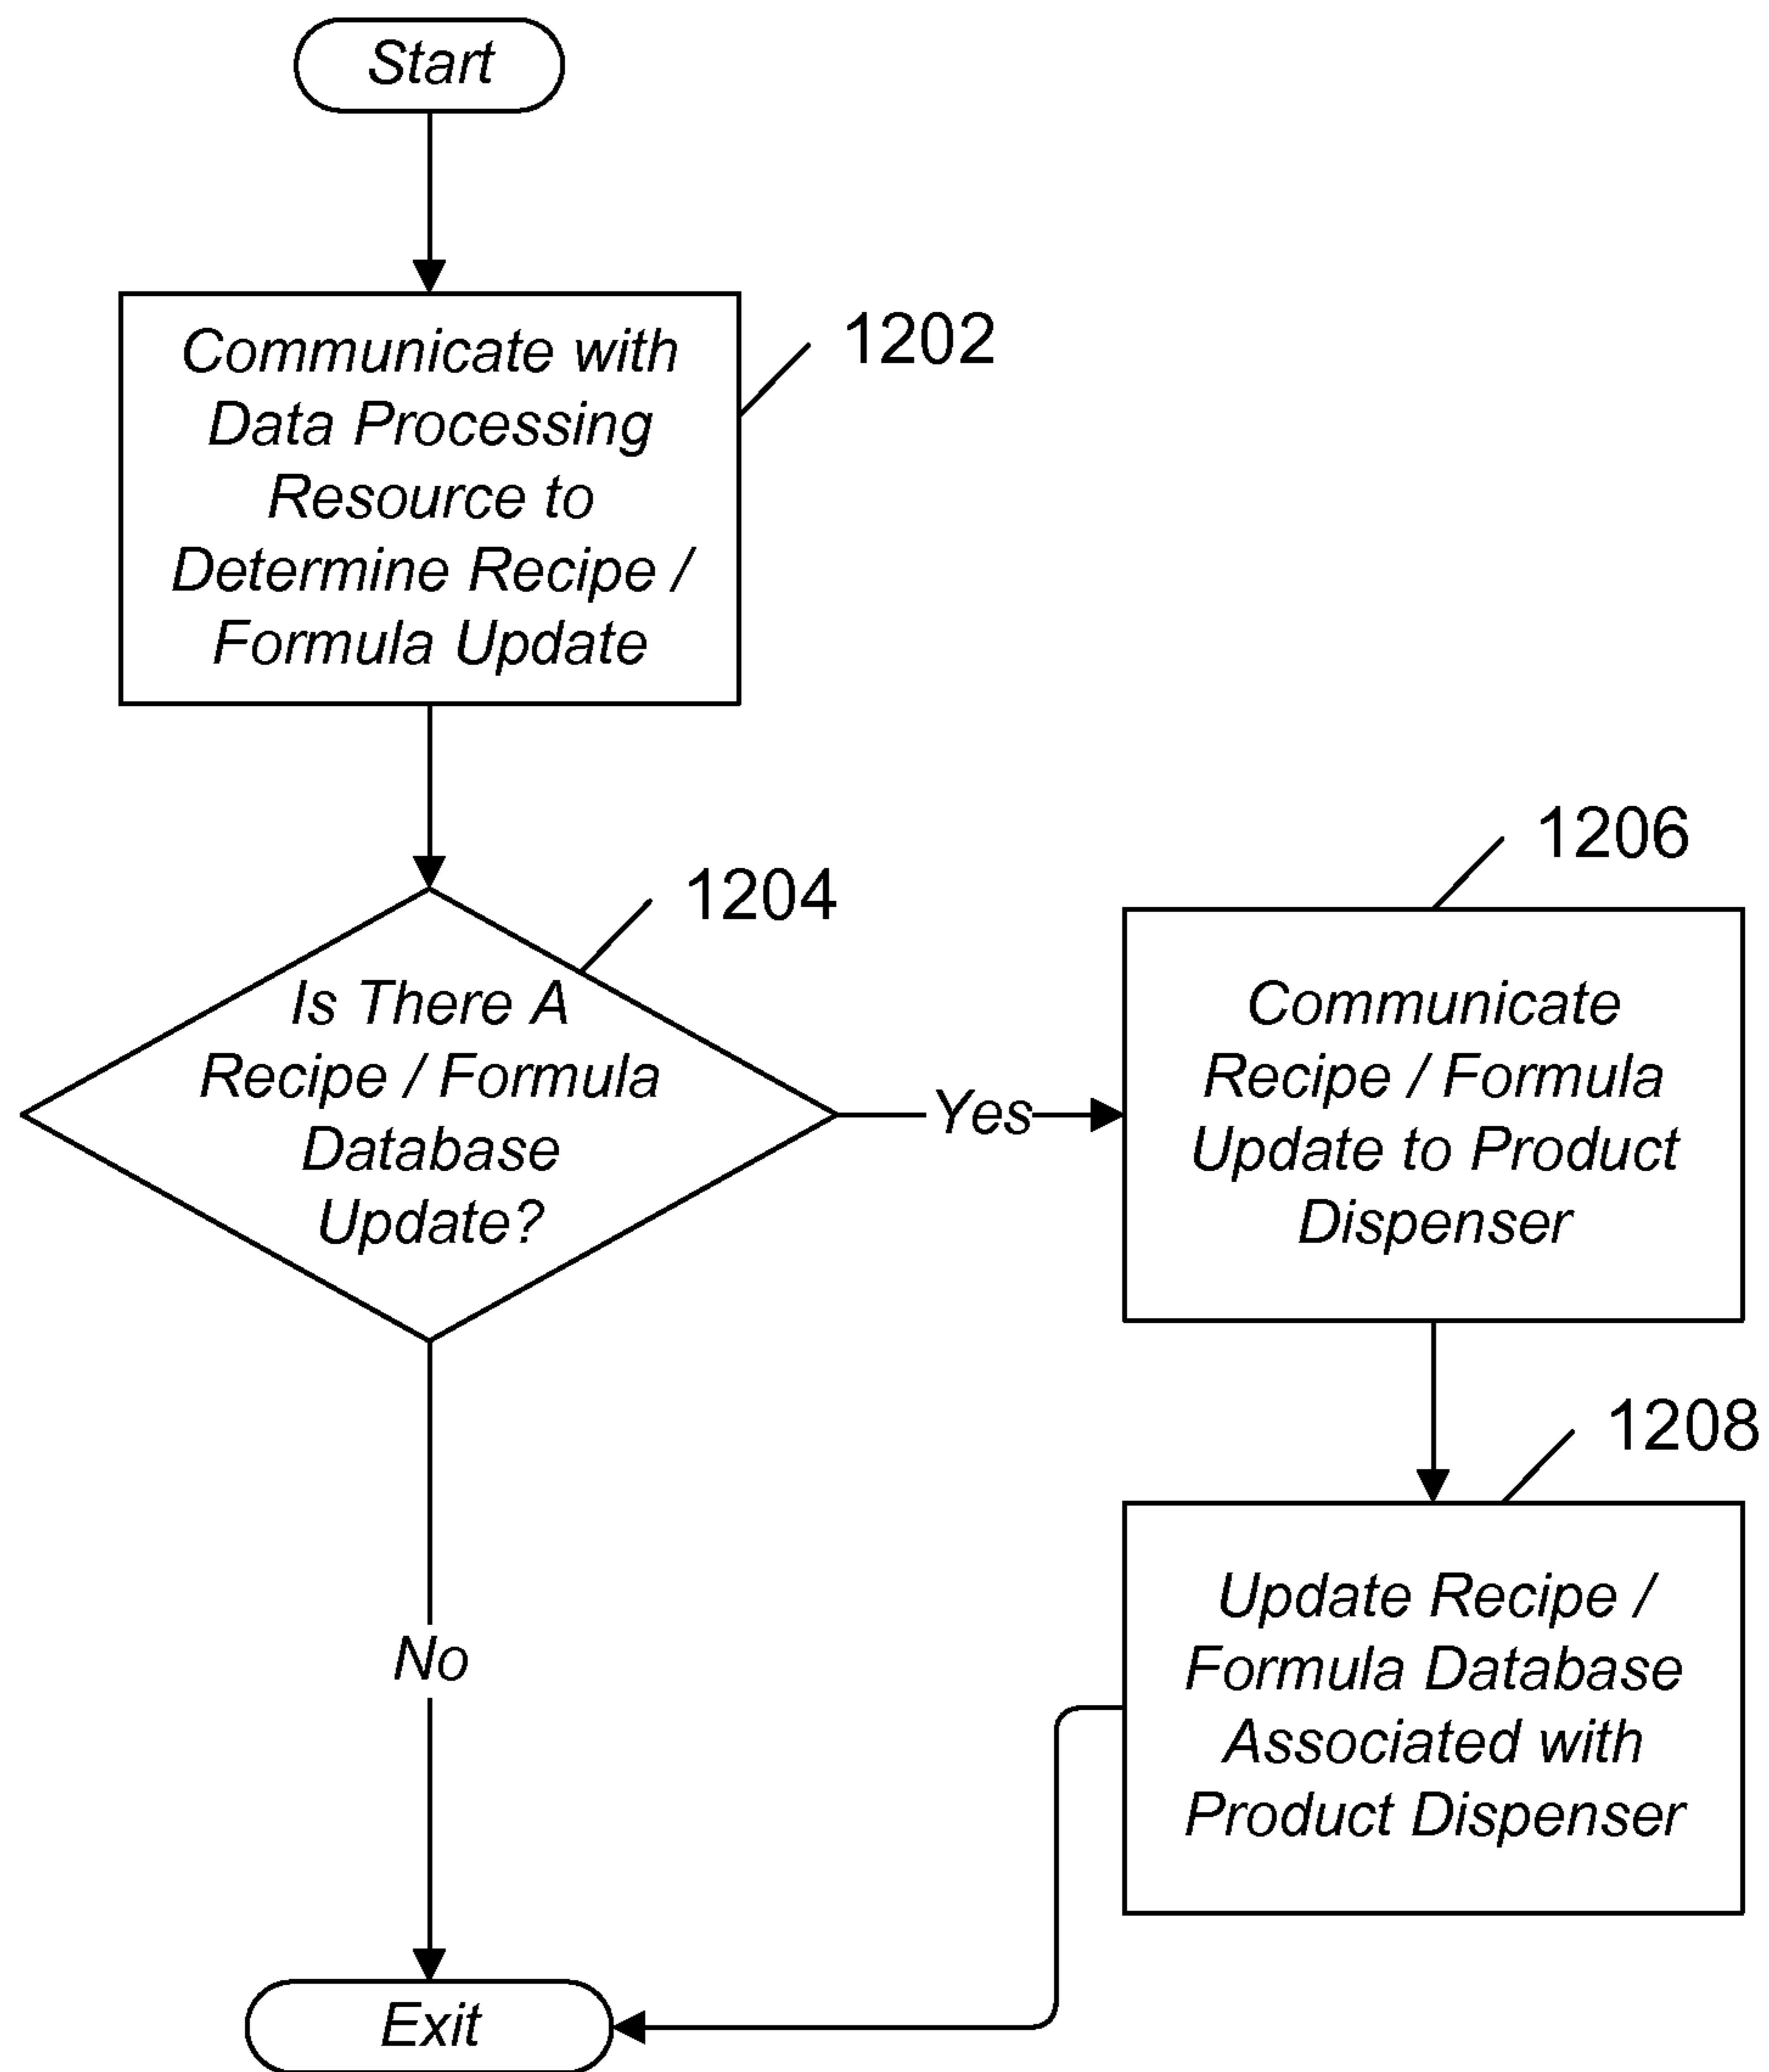 Start
Communicate with
Data Processing
Resource to
Determine Recipe /
Formula Update
1202
Is There A
Recipe / Formula
Database
Update?
1204
Yes
Communicate
Recipe / Formula
Update to Product
Dispenser
1206
Update Recipe /
Formula Database
Associated with
Product Dispenser
1208
No
Exit